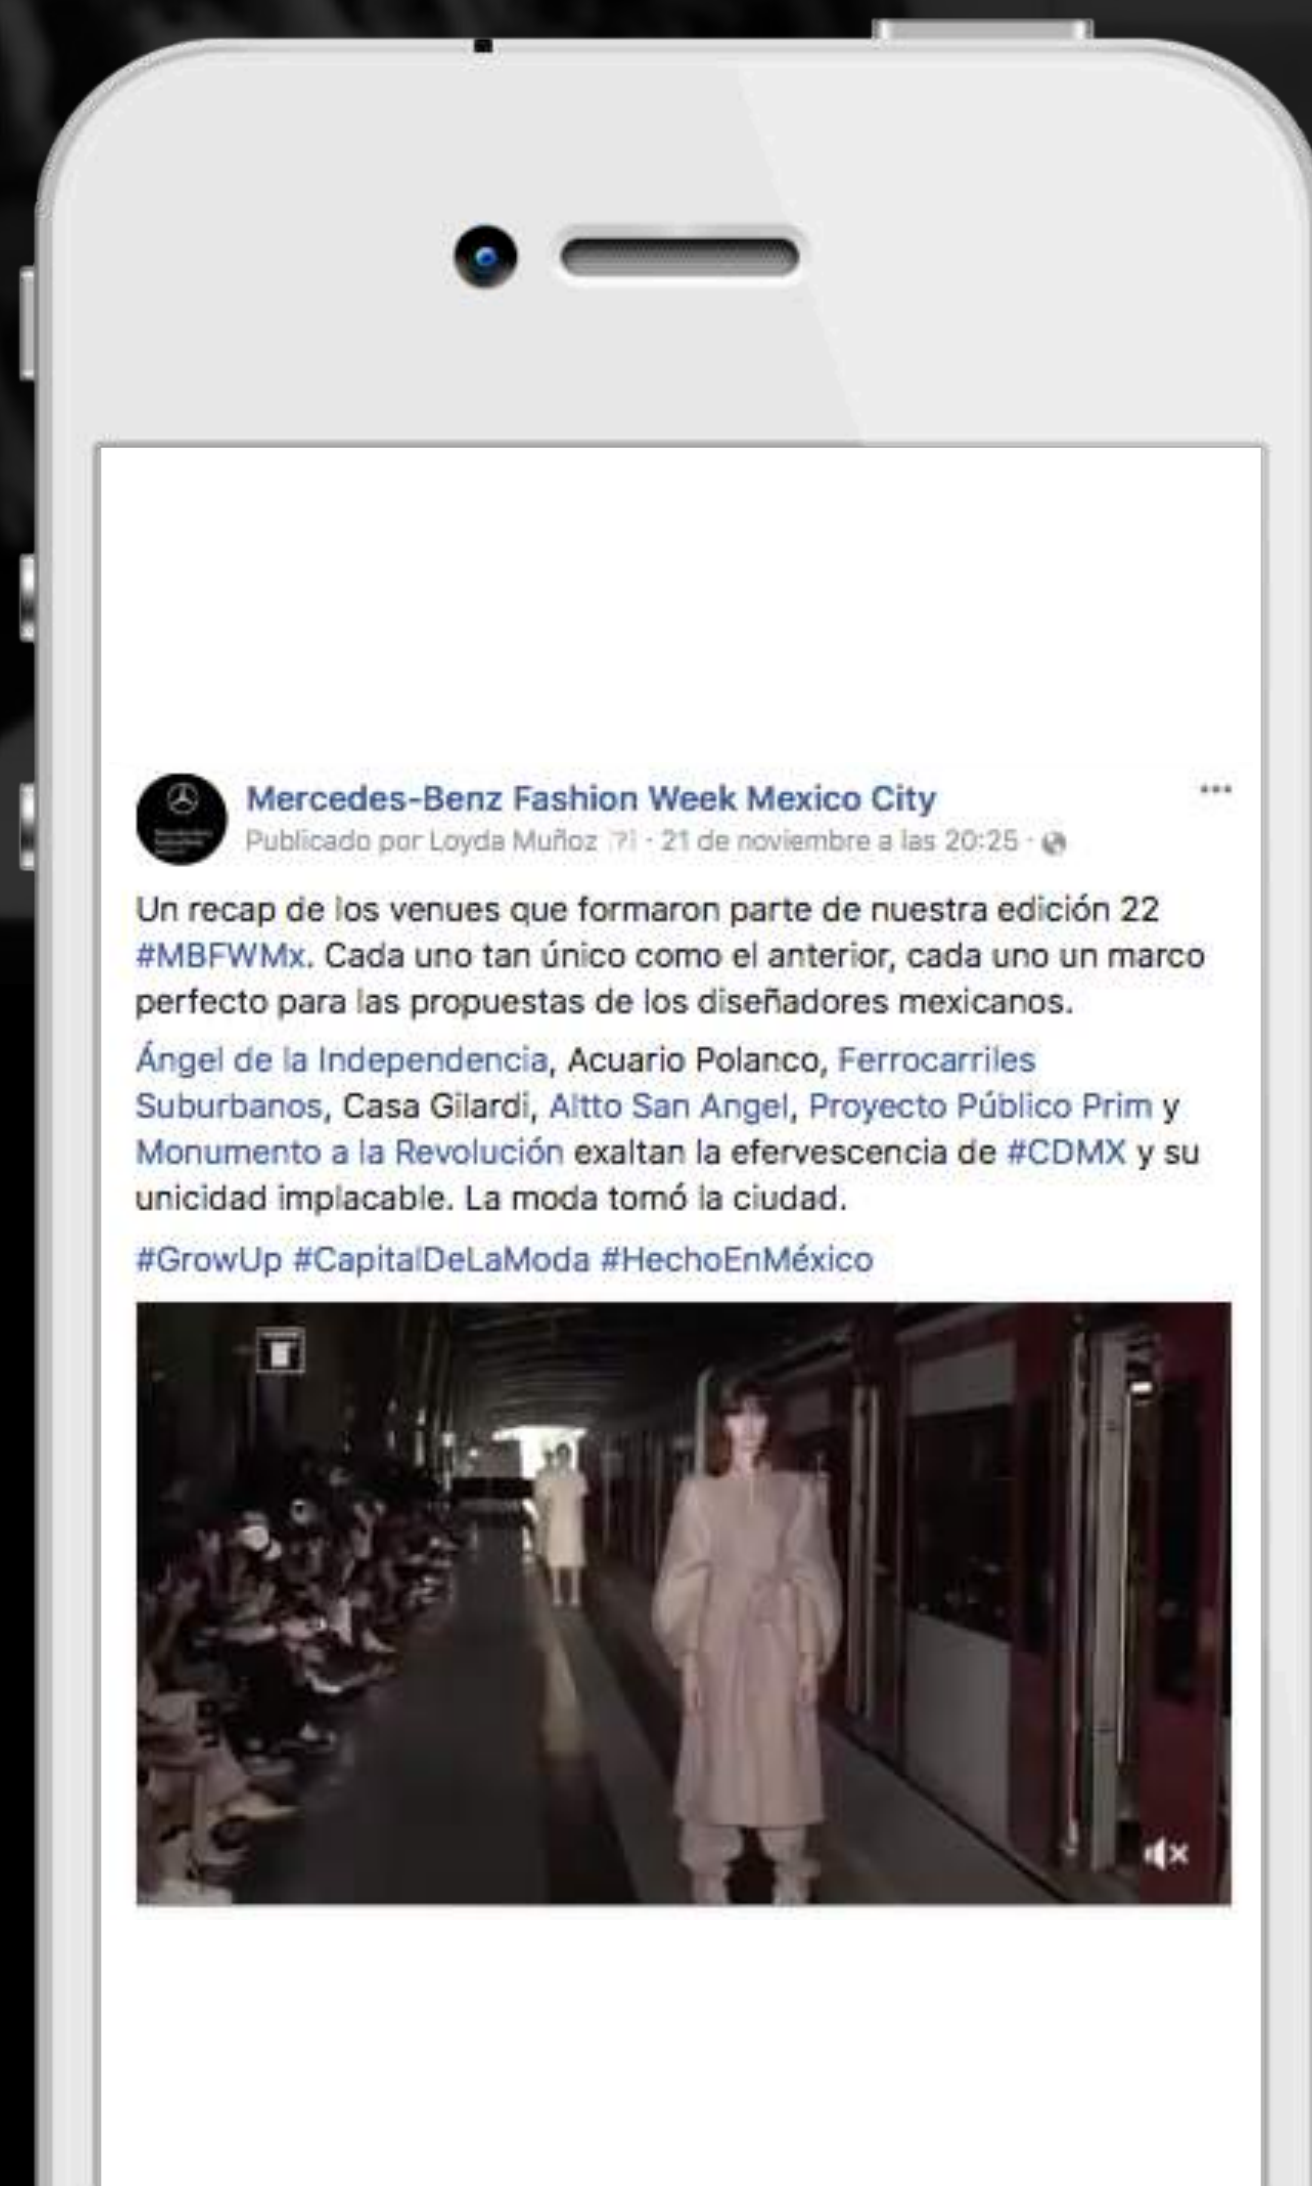 Mercedes-Benz Fashion Week Mexico City
Publicado por Loyda Muñoz [?] · 21 de noviembre a las 20:25 ·
Un recap de los venues que formaron parte de nuestra edición 22
#MBFWMx. Cada uno tan único como el anterior, cada uno un marco
perfecto para las propuestas de los diseñadores mexicanos.
Ángel de la Independencia, Acuario Polanco, Ferrocarriles
Suburbanos, Casa Gilardi, Altto San Angel, Proyecto Público Prim y
Monumento a la Revolución exaltan la efervescencia de #CDMX y su
unicidad implacable. La moda tomó la ciudad.
#GrowUp #CapitalDeLaModa #HechoEnMéxico